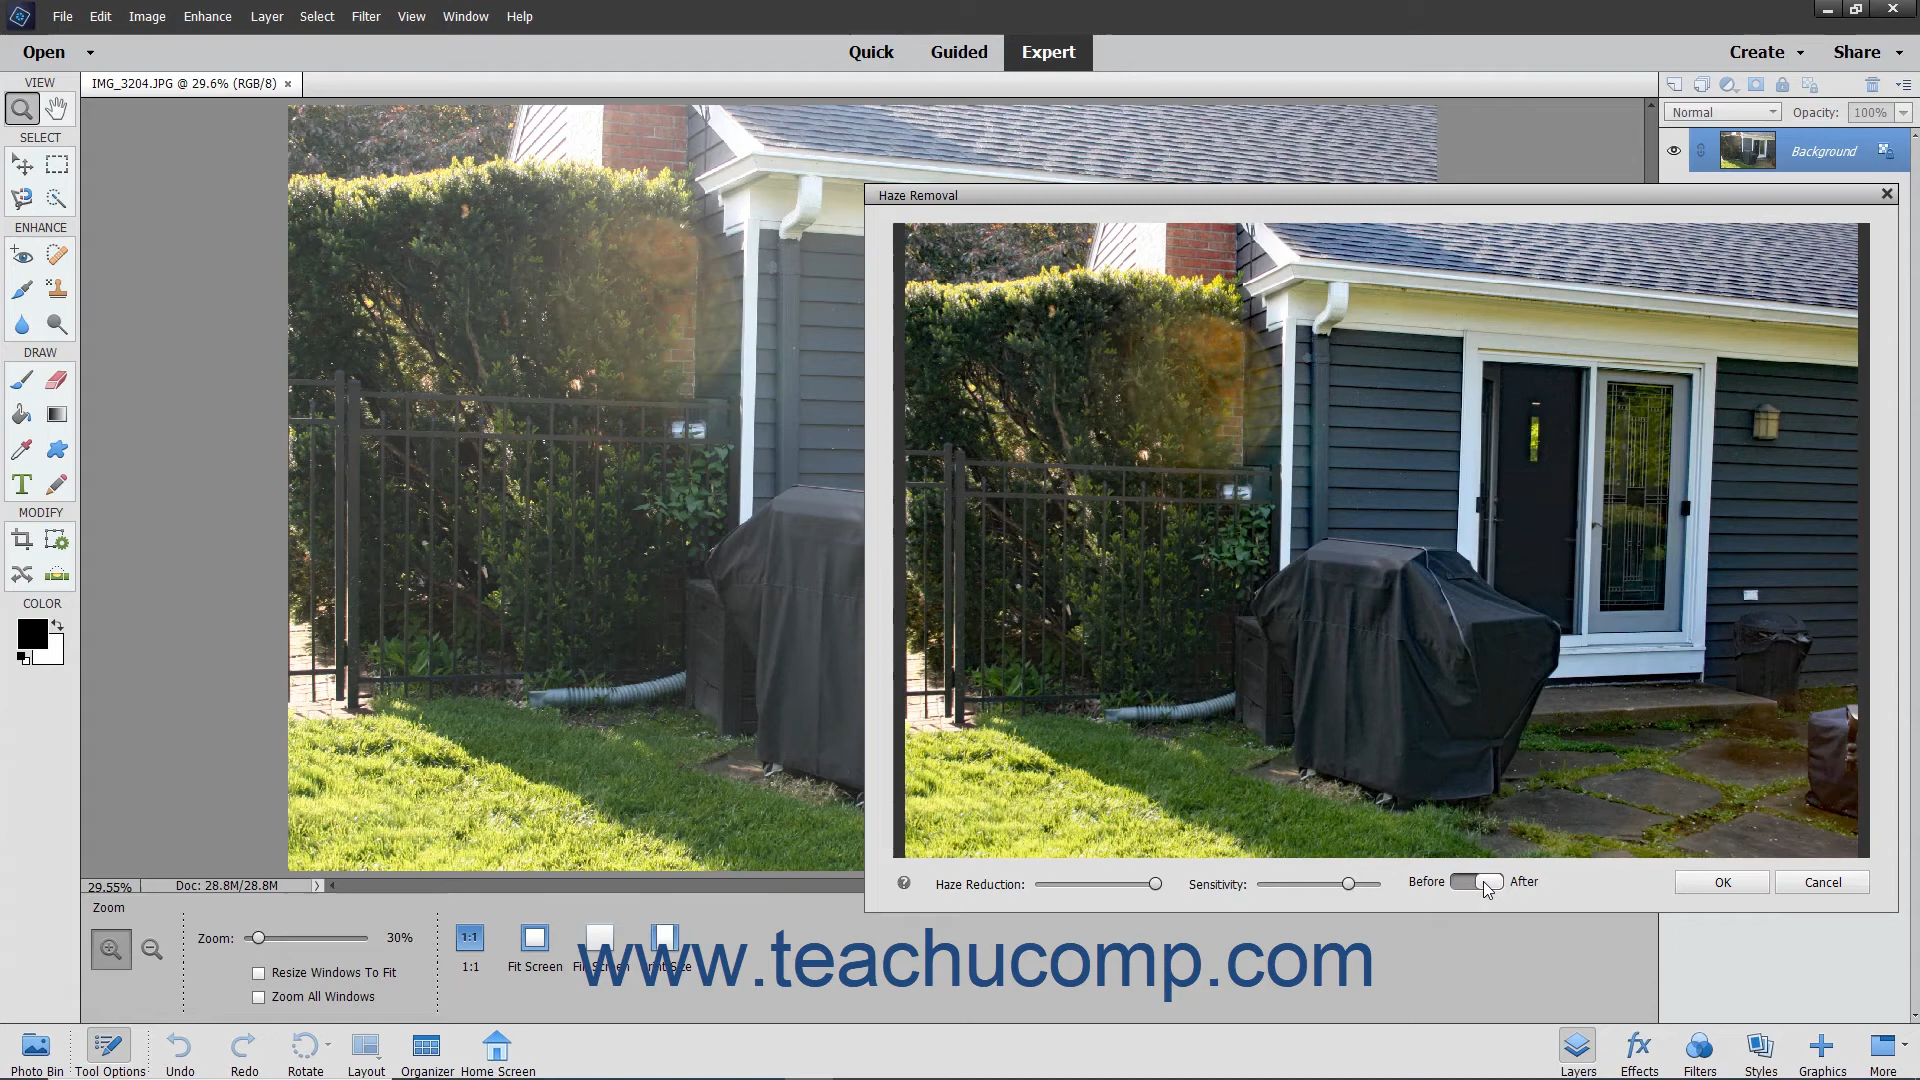 File Edit Image Enhance Layer Select Filter View Window Help
Open Quick Guided Expert Create Share
VIEW
IMG_3204.JPG @ 29.6% (RGB/8)
Normal Opacity: 100%
SELECT
Background
Haze Removal
ENHANCE
DRAW
T
MODIFY
COLOR
Haze Reduction: Sensitivity: Before After OK Cancel
29.55% Doc: 28.8M/28.8M
Zoom
Zoom: 30%
1:1
1:1 Fit Screen Screen Size
Resize Windows To Fit
Zoom All Windows
www.teachucomp.com
Photo Bin Tool Options Undo Redo Rotate Layout Organizer Home Screen
fx
Layers Effects Filters Styles Graphics More